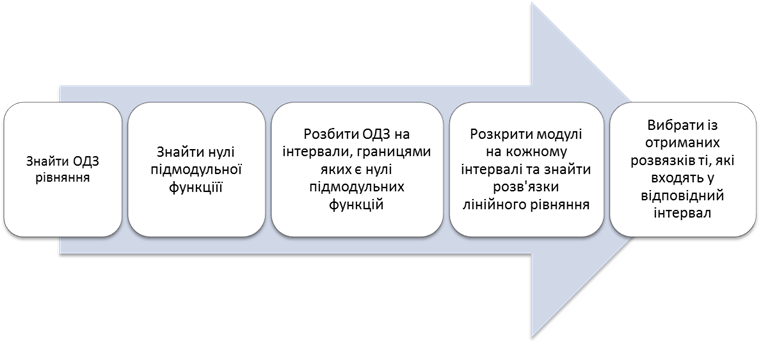 Знайти ОДЗ
рівняння
Знайти нулі
підмодульної
функціїї
Розбити ОДЗ на
інтервали, границями
яких є нулі
підмодульних
функцій
Розкрити модулі
на кожному
інтервалі та знайти
розв'язки
лінійного рівняння
Вибрати із
отриманих
розвязків ті, які
входять у
відповідний
інтервал